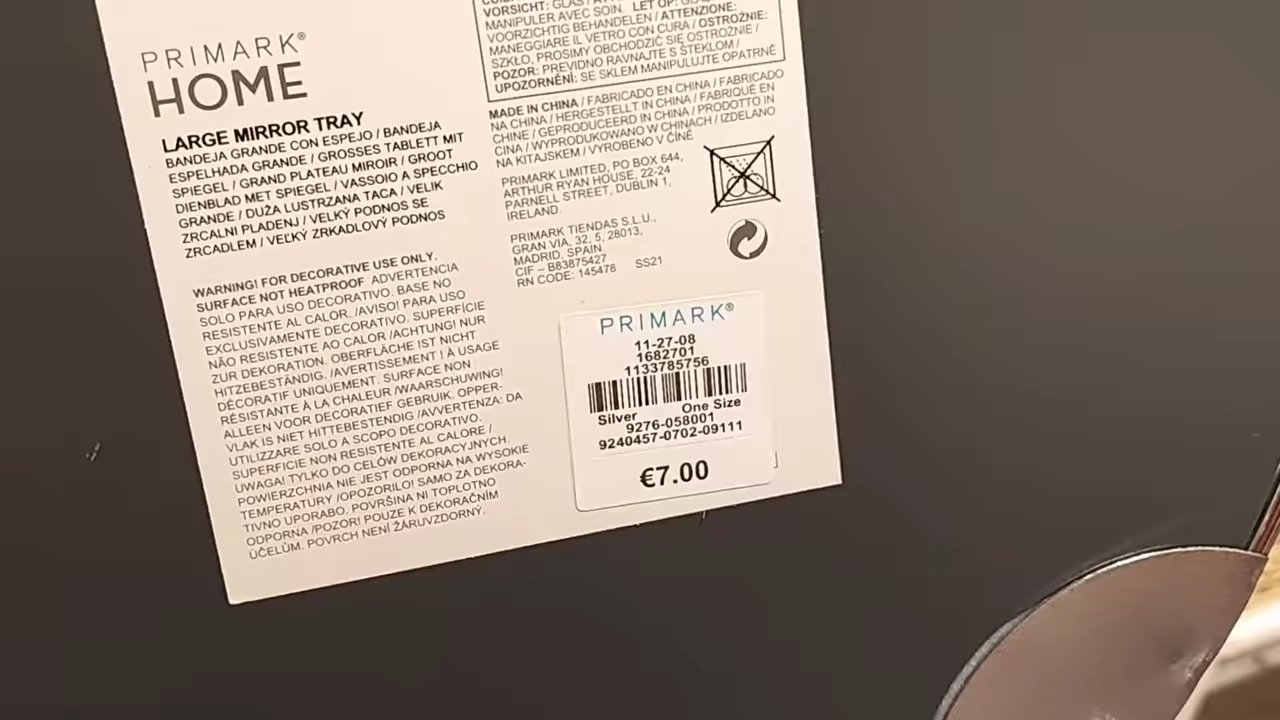 PRIMARK®
HOME
LARGE MIRROR TRAY
BANDEJA GRANDE CON ESPEJO / BANDEJA
ESPELHADA GRANDE / GROSSES TABLETT MIT
SPIEGEL / GRAND PLATEAU MIROIR / GROOT
DIENBLAD MET SPIEGEL / VASSOIO A SPECCHIO
GRANDE / DUŻA LUSTRZANA TACA / VELIK
ZRCALNI PLADENJ / VELKÝ PODNOS SE
ZRCADLEM / VELKÝ ZRKADLOVÝ PODNOS
WARNING! FOR DECORATIVE USE ONLY.
SURFACE NOT HEATPROOF ADVERTENCIA
SOLO PARA USO DECORATIVO. BASE NO
RESISTENTE AL CALOR. /AVISO! PARA USO
EXCLUSIVAMENTE DECORATIVO. SUPERFÍCIE
NÃO RESISTENTE AO CALOR /ACHTUNG! NUR
ZUR DEKORATION. OBERFLÄCHE IST NICHT
HITZEBESTÄNDIG. /AVERTISSEMENT ! À USAGE
DÉCORATIF UNIQUEMENT. SURFACE NON
RÉSISTANTE À LA CHALEUR /WAARSCHUWING!
ALLEEN VOOR DECORATIEF GEBRUIK. OPPER-
VLAK IS NIET HITTEBESTENDIG /AVVERTENZA: DA
UTILIZZARE SOLO A SCOPO DECORATIVO.
SUPERFICIE NON RESISTENTE AL CALORE /
UWAGA! TYLKO DO CELÓW DEKORACYJNYCH.
POWIERZCHNIA NIE JEST ODPORNA NA WYSOKIE
TEMPERATURY /OPOZORILO! SAMO ZA DEKORA-
TIVNO UPORABO. POVRŠINA NI TOPLOTNO
ODPORNA /POZOR! POUZE K DEKORAČNÍM
ÚČELŮM. POVRCH NENÍ ŽÁRUVZDORNÝ.
VORSICHT: GLAS
MANIPULER AVEC SOIN. LET OP:
VOORZICHTIG BEHANDELEN / ATTENZIONE:
MANEGGIARE IL VETRO CON CURA / OSTROŻNIE:
SZKŁO, PROSIMY OBCHODZIĆ SIĘ OSTROŻNIE /
POZOR: PREVIDNO RAVNAJTE S ŠTEKLOM /
UPOZORNĚNÍ: SE SKLEM MANIPULUJTE OPATRNĚ
MADE IN CHINA / FABRICADO EN CHINA / FABRICADO
NA CHINA / HERGESTELLT IN CHINA / FABRIQUÉ EN
CHINE / GEPRODUCEERD IN CHINA / PRODOTTO IN
CINA / WYPRODUKOWANO W CHINACH / IZDELANO
NA KITAJSKEM / VYROBENO V ČÍNĚ
PRIMARK LIMITED, PO BOX 644,
ARTHUR RYAN HOUSE, 22-24
PARNELL STREET, DUBLIN 1,
IRELAND.
PRIMARK TIENDAS S.L.U.,
GRAN VIA, 32, 5, 28013,
MADRID, SPAIN.
CIF – B83875427
RN CODE: 145478 SS21
PRIMARK®
11-27-08
1682701
1133785756
Silver One Size
9276-058001
9240457-0702-09111
€7.00